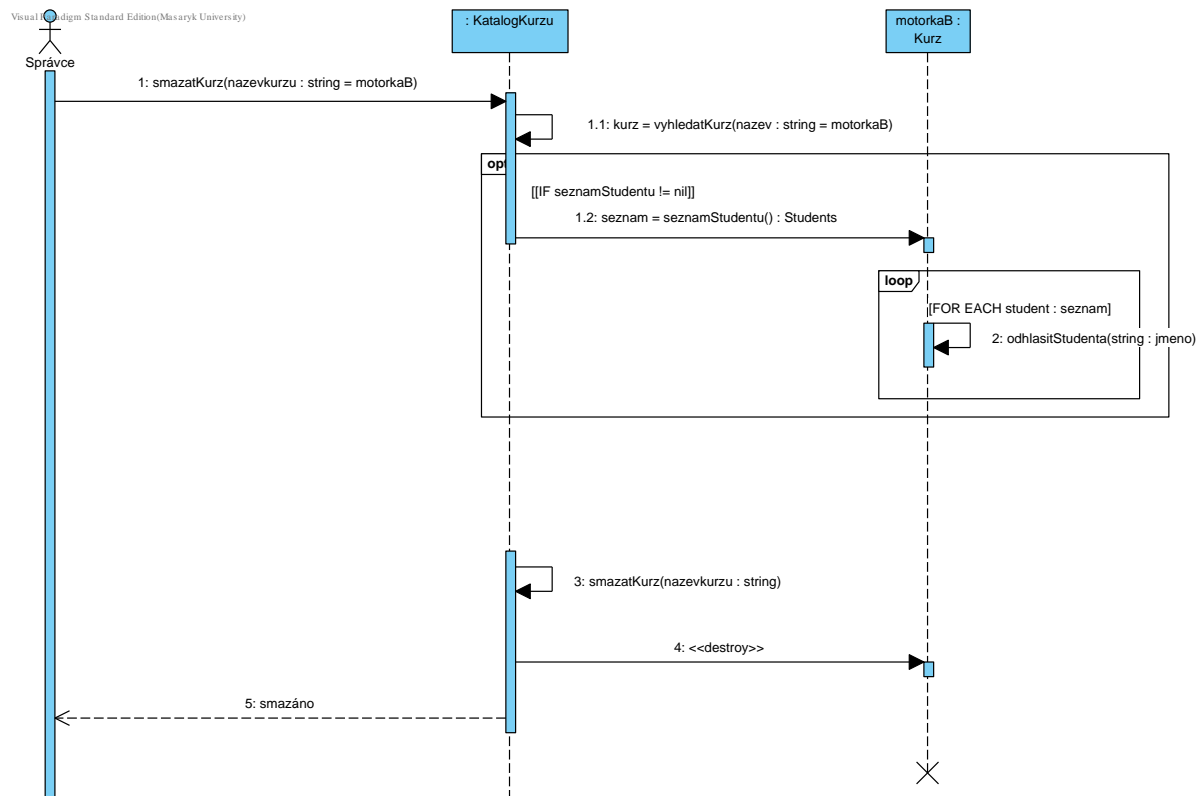 Visual Paradigm Standard Edition(Masaryk University)
: KatalogKurzu
motorkaB :
Kurz
Správce
1: smazatKurz(nazevkurzu : string = motorkaB)
1.1: kurz = vyhledatKurz(nazev : string = motorkaB)
opt
[[IF seznamStudentu != nil]]
1.2: seznam = seznamStudentu() : Students
loop
[FOR EACH student : seznam]
2: odhlasitStudenta(string : jmeno)
3: smazatKurz(nazevkurzu : string)
4: <<destroy>>
5: smazáno